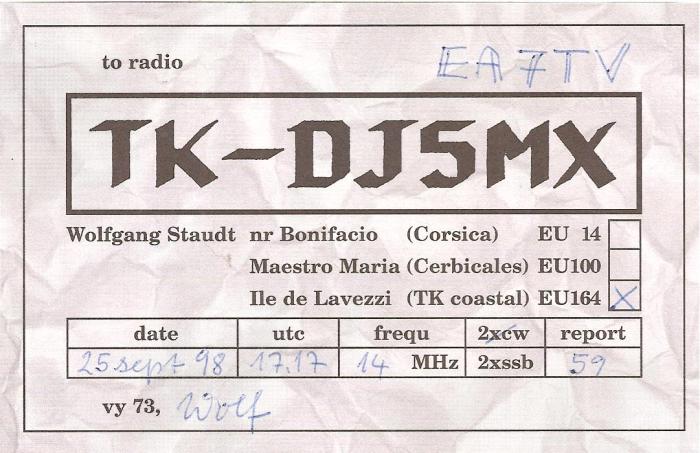 to radio EA7TV
TK-DJ5MX
Wolfgang Staudt nr Bonifacio (Corsica) EU 14
Maestro Maria (Cerbicales) EU100
Ile de Lavezzi (TK coastal) EU164 X
date utc frequ 2xcw report
25 sept 98 17.17 14 MHz 2xssb 59
vy 73, Wolf